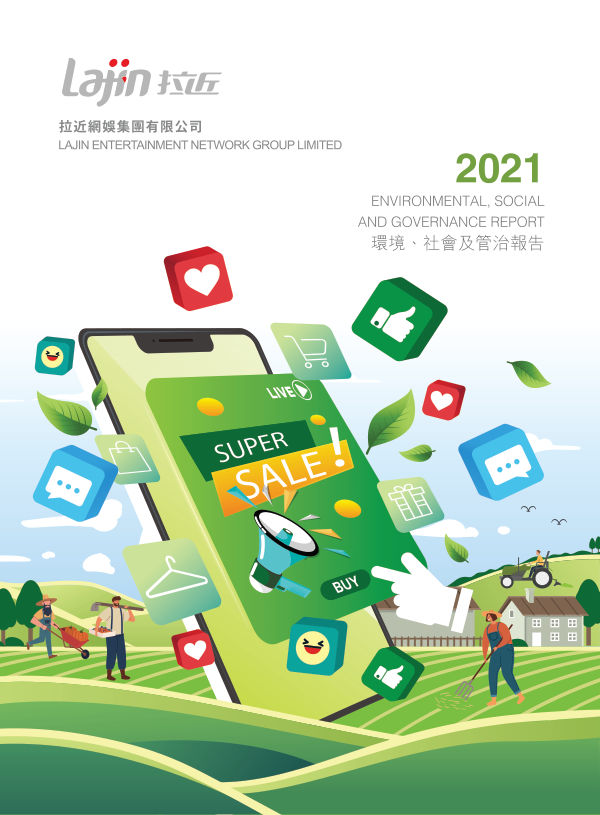 Lajin 拉近
拉近網娛集團有限公司
LAJIN ENTERTAINMENT NETWORK GROUP LIMITED
2021
ENVIRONMENTAL, SOCIAL
AND GOVERNANCE REPORT
環境、社會及管治報告
LIVE
SUPER
SALE!
BUY